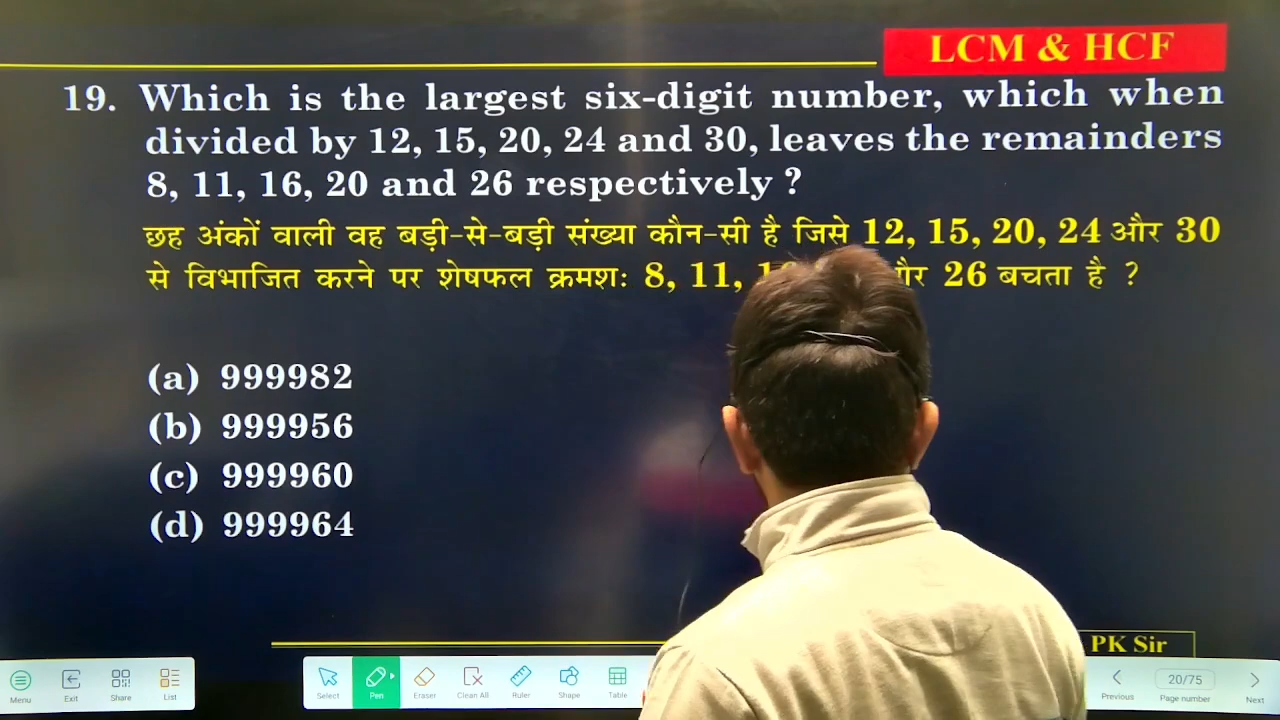 LCM & HCF
19. Which is the largest six-digit number, which when
divided by 12, 15, 20, 24 and 30, leaves the remainders
8, 11, 16, 20 and 26 respectively ?
छह अंकों वाली वह बड़ी-से-बड़ी संख्या कौन-सी है जिसे 12, 15, 20, 24 और 30
से विभाजित करने पर शेषफल क्रमशः 8, 11, 26 बचता है ?
(a) 999982
(b) 999956
(c) 999960
(d) 999964
PK Sir
Menu Exit Share List Select Pen Eraser Clean All Ruler Shape Table Previous 20/75 Page number Next